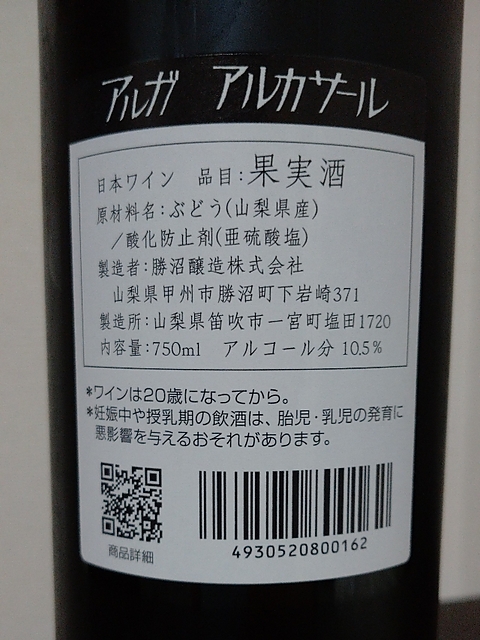 アルガ アルカサール
日本ワイン 品目:果実酒
原材料名:ぶどう(山梨県産)
/酸化防止剤(亜硫酸塩)
製造者:勝沼醸造株式会社
山梨県甲州市勝沼町下岩崎371
製造所:山梨県笛吹市一宮町塩田1720
内容量:750ml アルコール分 10.5%
*ワインは20歳になってから。
*妊娠中や授乳期の飲酒は、胎児・乳児の発育に
悪影響を与えるおそれがあります。
商品詳細
4930520800162